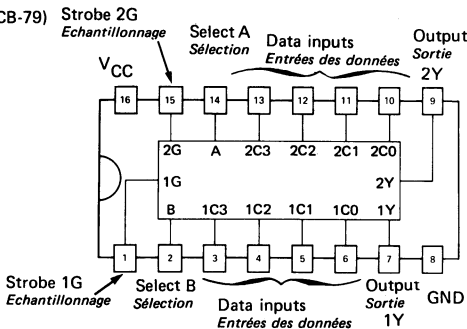 CB-79)
Strobe 2G
Echantillonnage
Select A
Sélection
Data inputs
Entrées des données
Output
Sortie
2Y
VCC
16 15 14 13 12 11 10 9
2G A 2C3 2C2 2C1 2C0
1G 2Y
B 1C3 1C2 1C1 1C0 1Y
1 2 3 4 5 6 7 8
Strobe 1G
Echantillonnage
Select B
Sélection
Data inputs
Entrées des données
Output
Sortie
1Y
GND